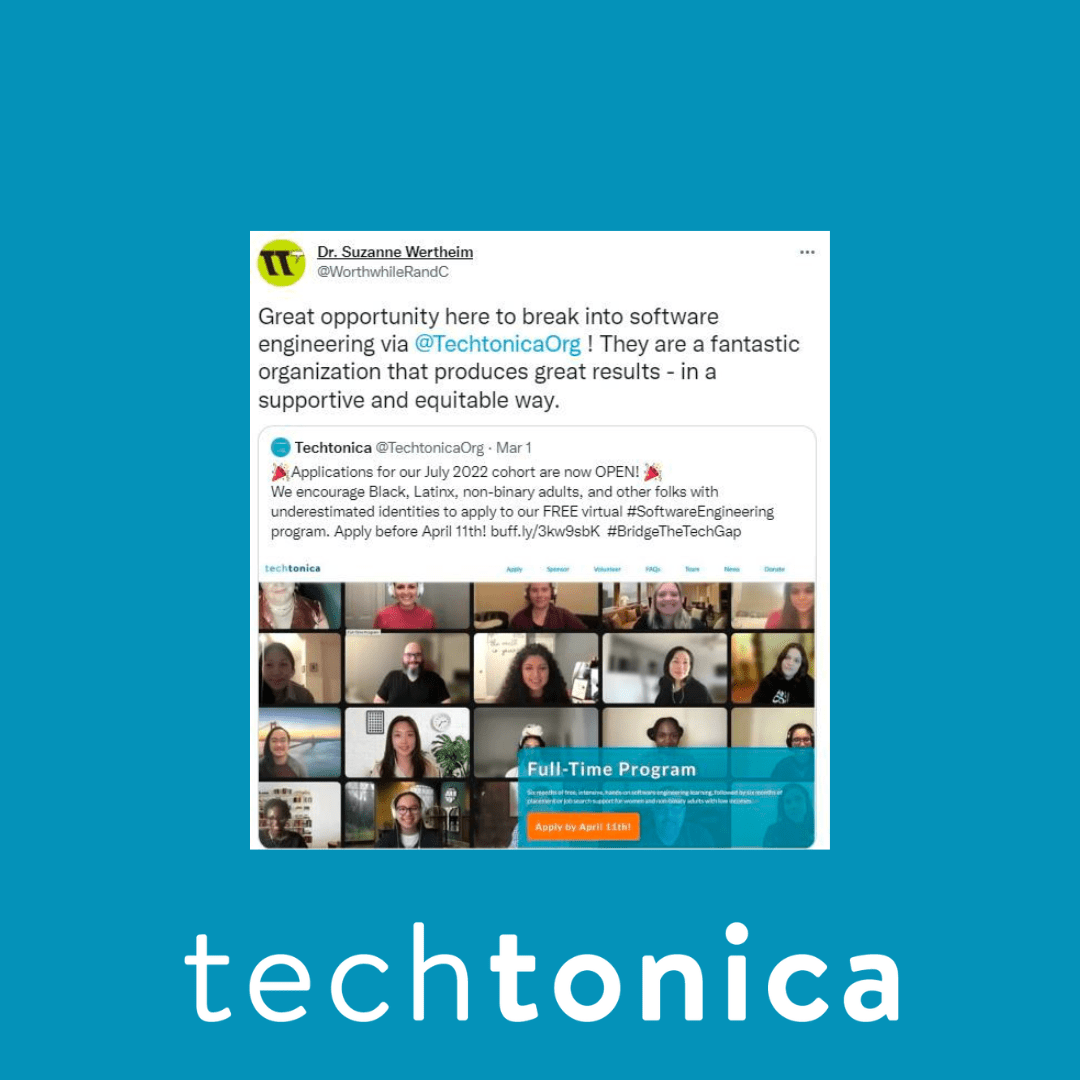 Dr. Suzanne Wertheim
@WorthwhileRandC
Great opportunity here to break into software
engineering via @TechtonicaOrg ! They are a fantastic
organization that produces great results - in a
supportive and equitable way.
Techtonica @TechtonicaOrg · Mar 1
🎉Applications for our July 2022 cohort are now OPEN! 🎉
We encourage Black, Latinx, non-binary adults, and other folks with
underestimated identities to apply to our FREE virtual #SoftwareEngineering
program. Apply before April 11th! buff.ly/3kw9sbK #BridgeTheTechGap
techtonica
Apply Sponsor Volunteer FAQs Team News Donate
Full-Time Program
Six months of free, intensive, hands-on software engineering learning, followed by six months of
placement or job search support for women and non-binary adults with low incomes.
Apply by April 11th!
techtonica